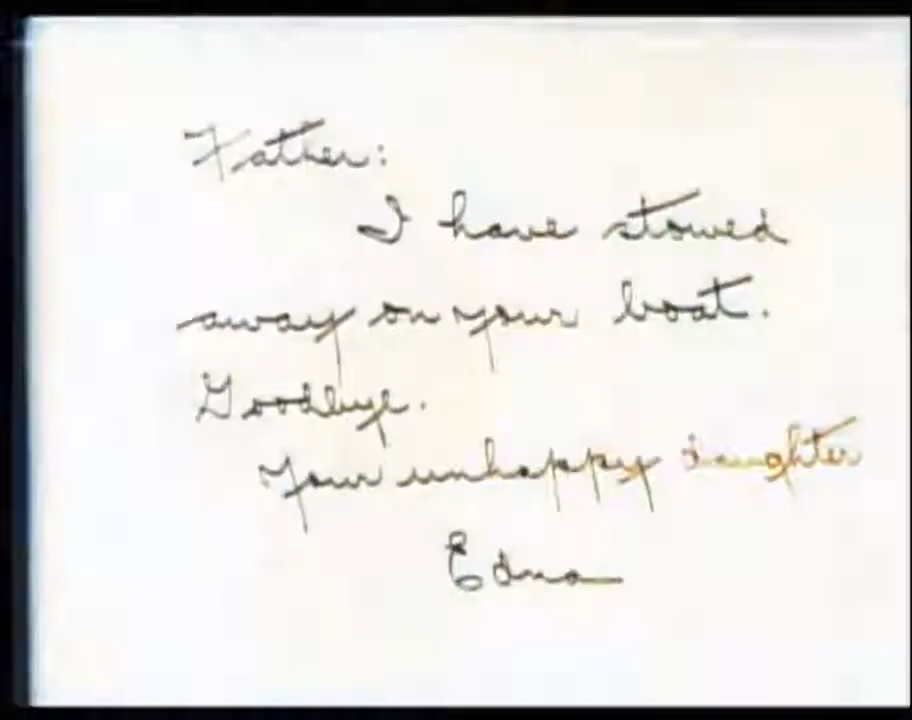 Father:
I have stowed
away on your boat.
Goodbye.
Your unhappy daughter
Edna